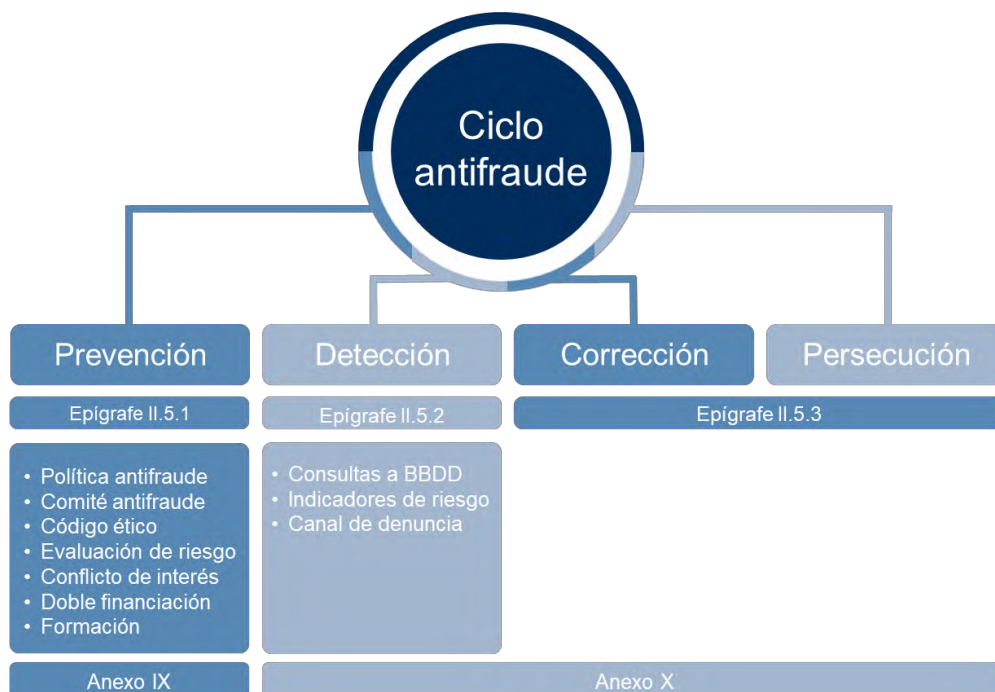 Ciclo
antifraude
Prevención
Detección
Corrección
Persecución
Epígrafe II.5.1
Epígrafe II.5.2
Epígrafe II.5.3
• Política antifraude
• Comité antifraude
• Código ético
• Evaluación de riesgo
• Conflicto de interés
• Doble financiación
• Formación
• Consultas a BBDD
• Indicadores de riesgo
• Canal de denuncia
Anexo IX
Anexo X